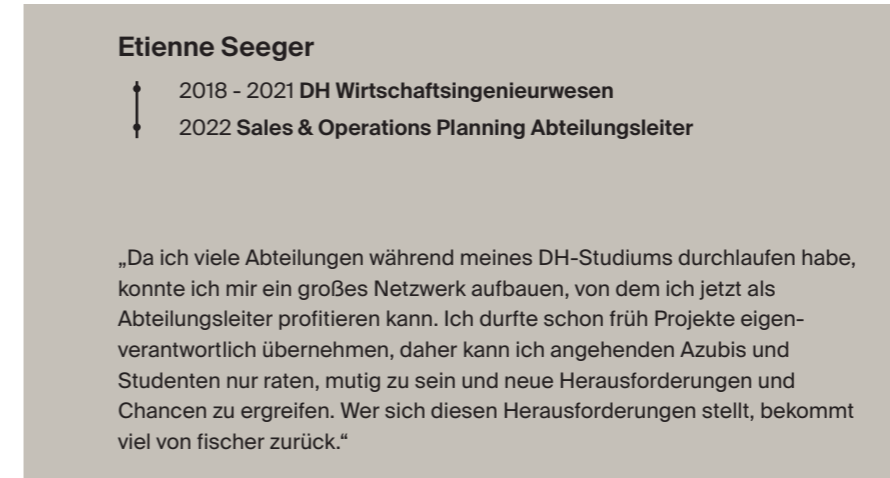 Etienne Seeger
2018 - 2021 DH Wirtschaftsingenieurwesen
2022 Sales & Operations Planning Abteilungsleiter
„Da ich viele Abteilungen während meines DH-Studiums durchlaufen habe,
konnte ich mir ein großes Netzwerk aufbauen, von dem ich jetzt als
Abteilungsleiter profitieren kann. Ich durfte schon früh Projekte eigen-
verantwortlich übernehmen, daher kann ich angehenden Azubis und
Studenten nur raten, mutig zu sein und neue Herausforderungen und
Chancen zu ergreifen. Wer sich diesen Herausforderungen stellt, bekommt
viel von fischer zurück.“